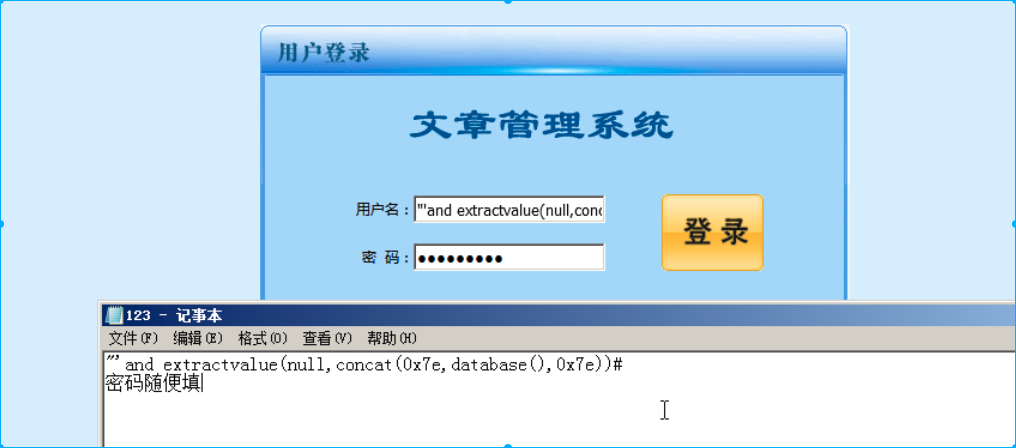 用户登录
文章管理系统
用户名：
"'and extractvalue(null,conc
登录
密 码：
●●●●●●●●●
123 - 记事本
文件(F) 编辑(E) 格式(O) 查看(V) 帮助(H)
"'and extractvalue(null,concat(0x7e,database(),0x7e))#
密码随便填